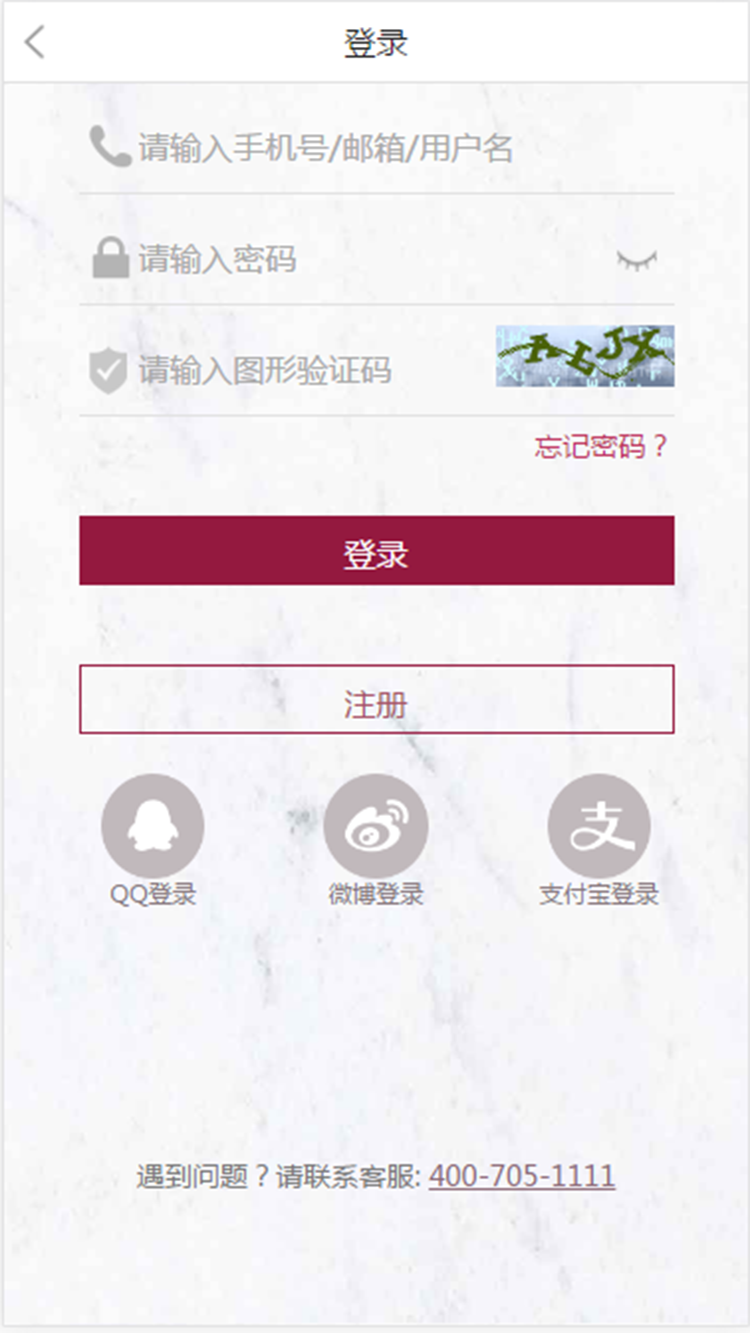 登录
请输入手机号/邮箱/用户名
请输入密码
请输入图形验证码
忘记密码？
登录
注册
QQ登录 微博登录 支付宝登录
遇到问题？请联系客服: 400-705-1111